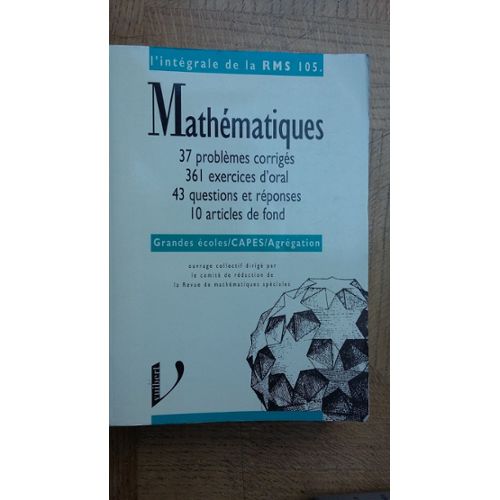 l'intégrale de la RMS 105.
Mathématiques
37 problèmes corrigés
361 exercices d'oral
43 questions et réponses
10 articles de fond
Grandes écoles/CAPES/Agrégation
ouvrage collectif dirigé par
le comité de rédaction de
la Revue de mathématiques spéciales
Vuibert